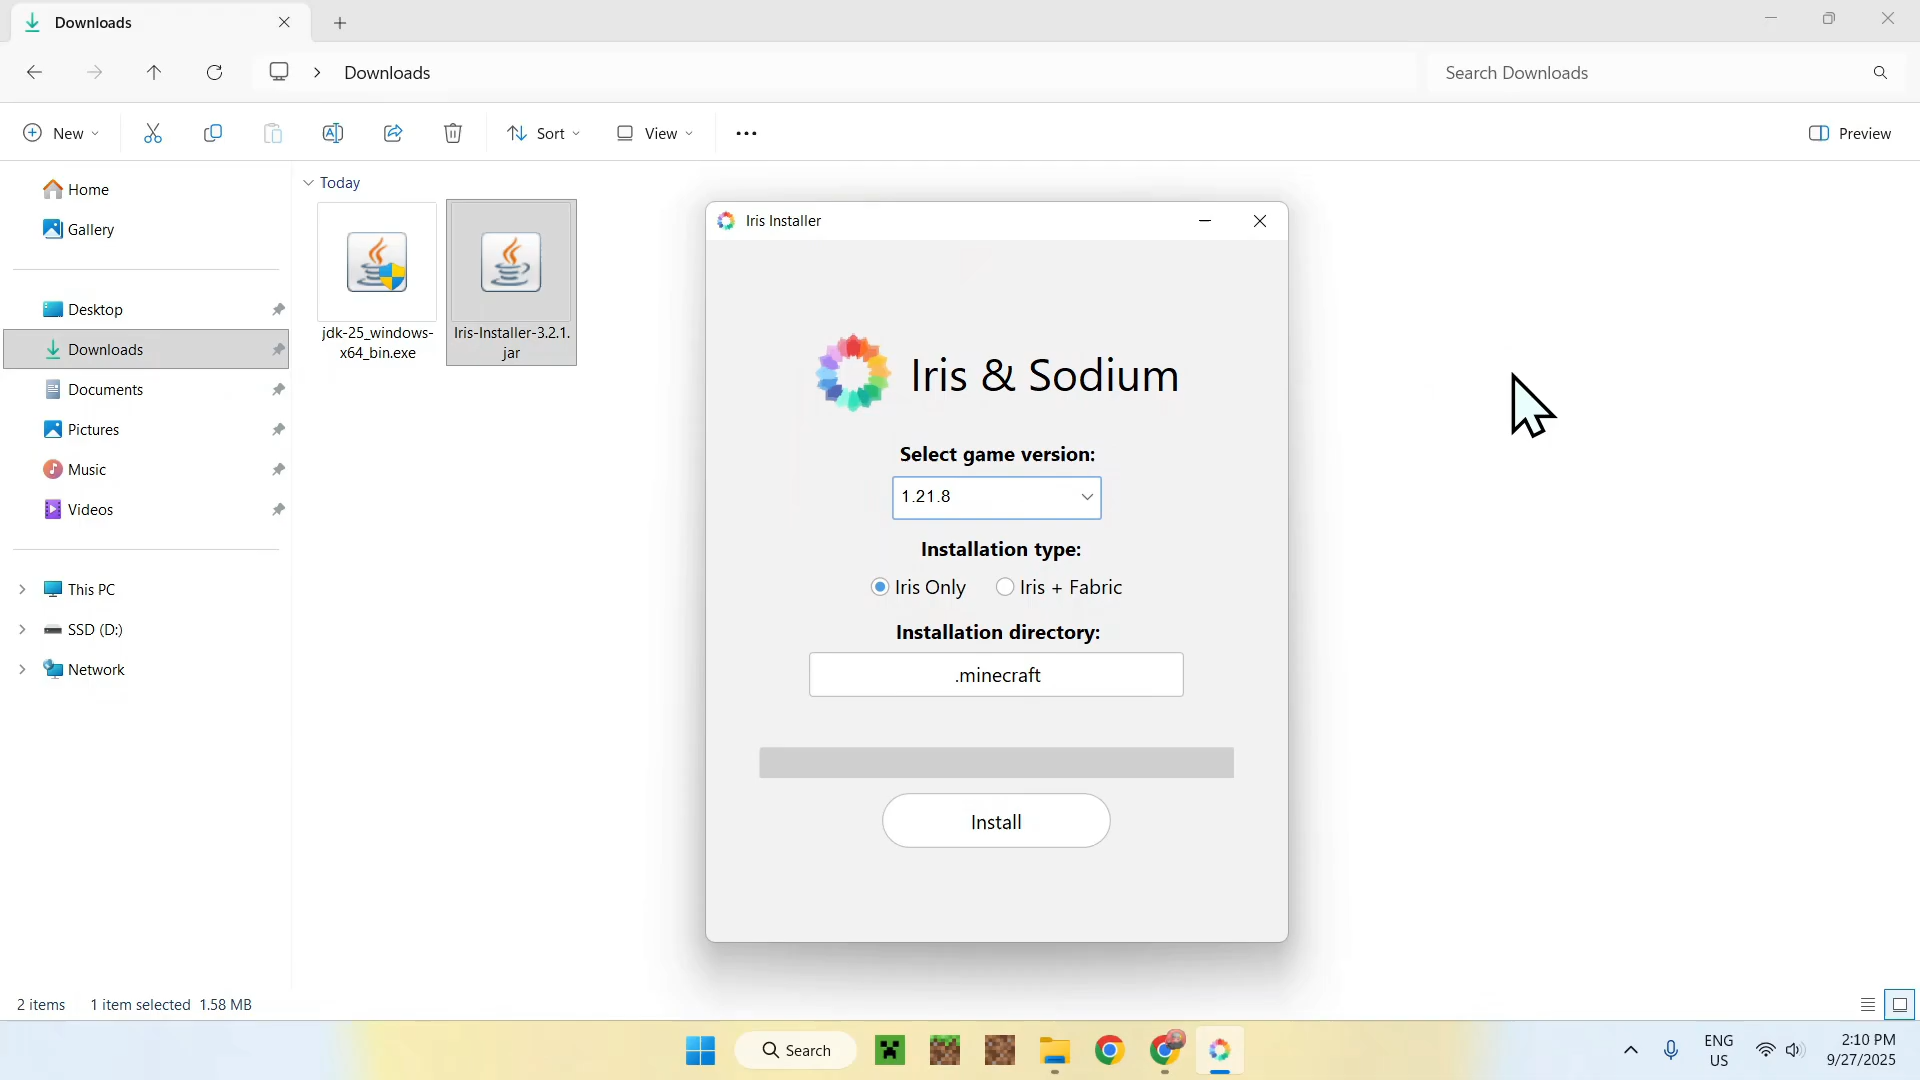 Downloads
Downloads
Search Downloads
New
Sort
View
Preview
Home
Gallery
Desktop
Downloads
Documents
Pictures
Music
Videos
This PC
SSD (D:)
Network
Today
jdk-25_windows-
x64_bin.exe
Iris-Installer-3.2.1.
jar
Iris Installer
Iris & Sodium
Select game version:
1.21.8
Installation type:
Iris Only
Iris + Fabric
Installation directory:
.minecraft
Install
2 items
1 item selected 1.58 MB
Search
ENG
US
2:10 PM
9/27/2025